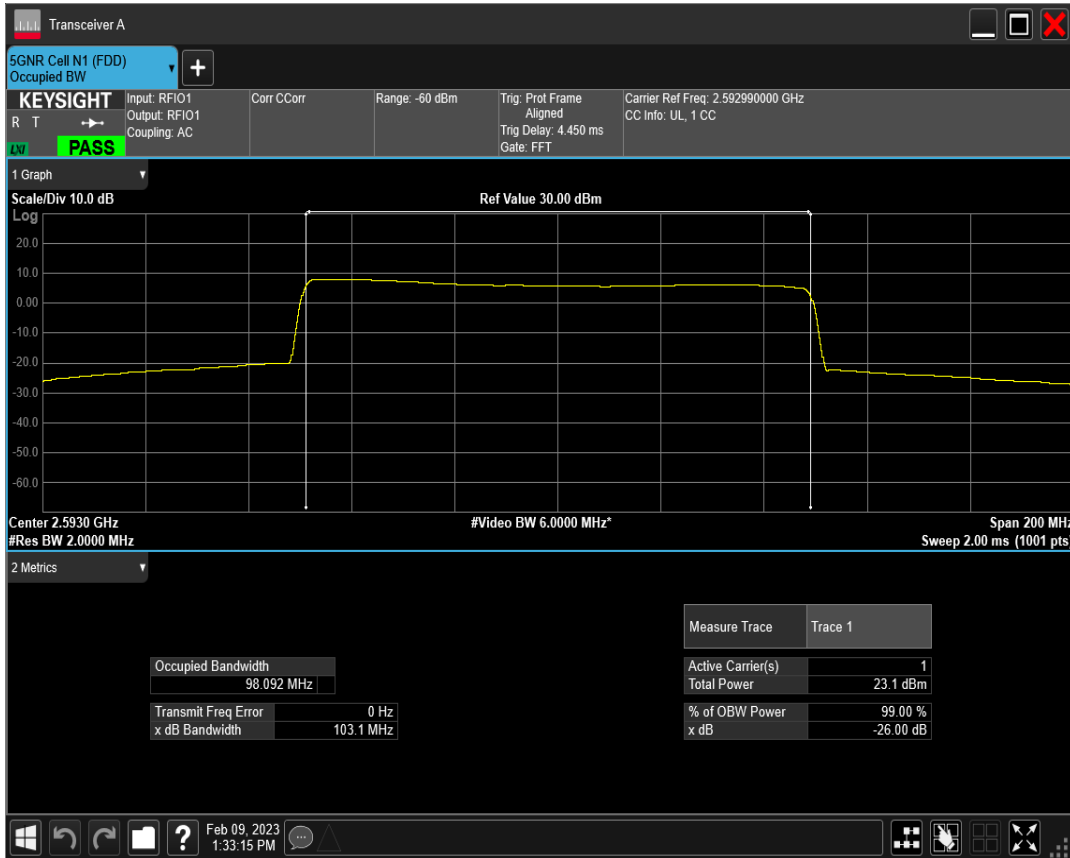 Transceiver A
5GNR Cell N1 (FDD)
Occupied BW
KEYSIGHT
R T
LXI
PASS
Input: RFIO1
Output: RFIO1
Coupling: AC
Corr CCorr
Range: -60 dBm
Trig: Prot Frame
Aligned
Trig Delay: 4.450 ms
Gate: FFT
Carrier Ref Freq: 2.592990000 GHz
CC Info: UL, 1 CC
1 Graph
Scale/Div 10.0 dB
Ref Value 30.00 dBm
Log
20.0
10.0
0.00
-10.0
-20.0
-30.0
-40.0
-50.0
-60.0
Center 2.5930 GHz
#Video BW 6.0000 MHz*
Span 200 MHz
#Res BW 2.0000 MHz
Sweep 2.00 ms (1001 pts)
2 Metrics
Measure Trace Trace 1
Occupied Bandwidth
98.092 MHz
Transmit Freq Error 0 Hz
x dB Bandwidth 103.1 MHz
Active Carrier(s) 1
Total Power 23.1 dBm
% of OBW Power 99.00 %
x dB -26.00 dB
?
Feb 09, 2023
1:33:15 PM